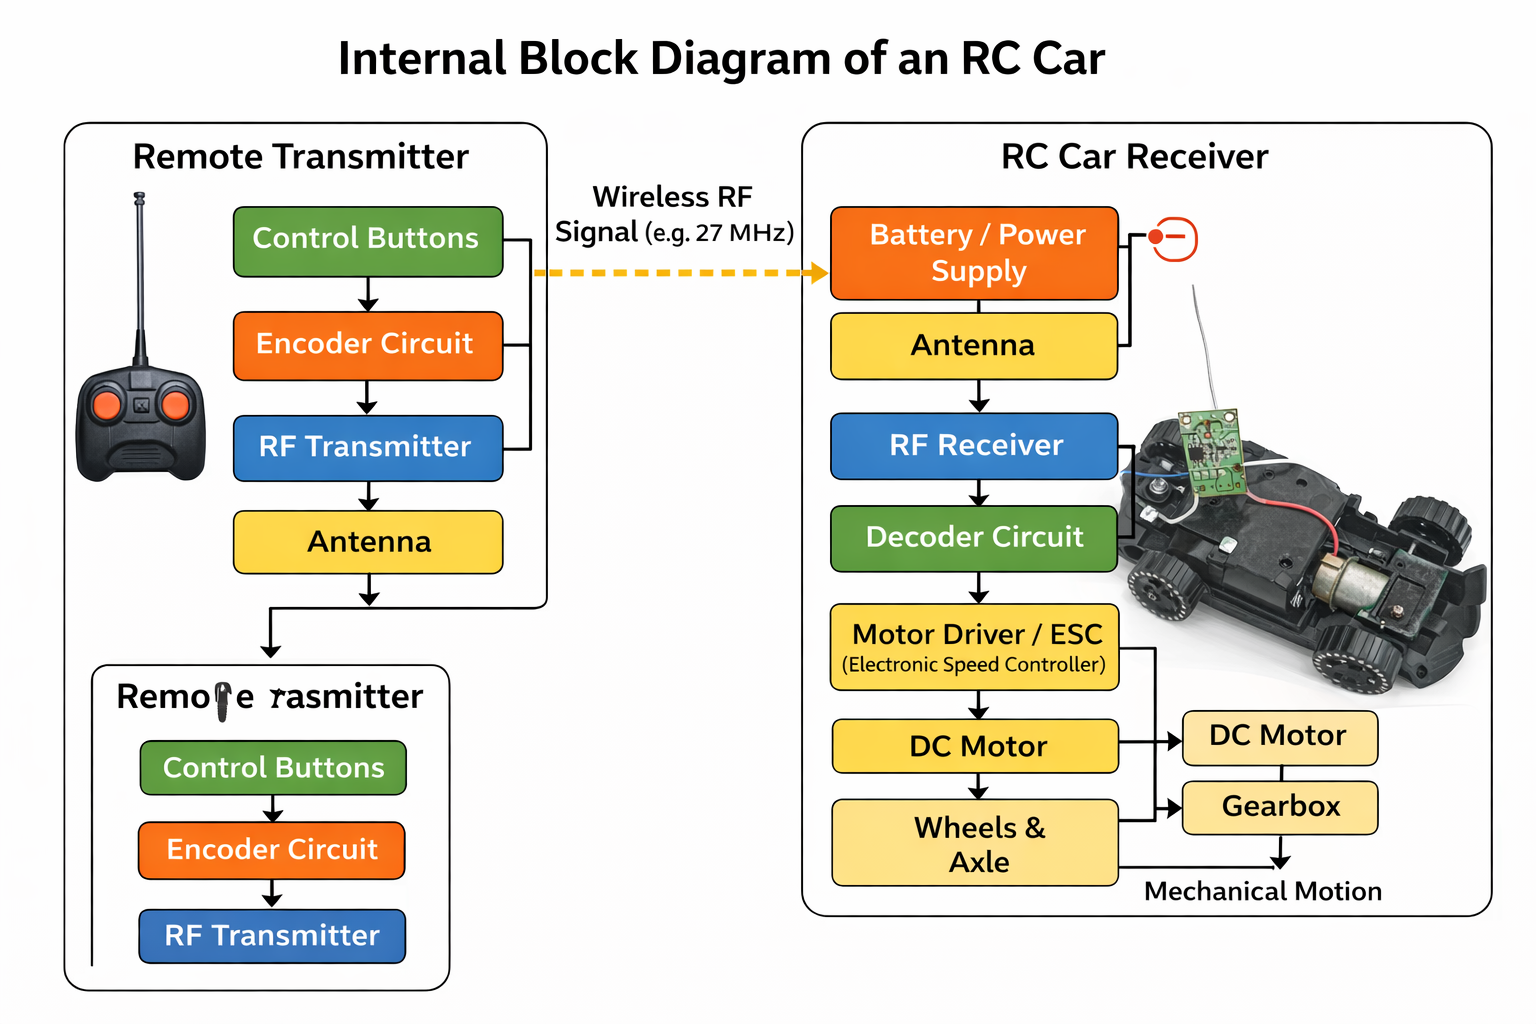 Internal Block Diagram of an RC Car
Remote Transmitter
Control Buttons
Encoder Circuit
RF Transmitter
Antenna
Wireless RF
Signal (e.g. 27 MHz)
RC Car Receiver
Battery / Power
Supply
Antenna
RF Receiver
Decoder Circuit
Motor Driver / ESC
(Electronic Speed Controller)
DC Motor
Wheels &
Axle
DC Motor
Gearbox
Mechanical Motion
Remo e rasmitter
Control Buttons
Encoder Circuit
RF Transmitter